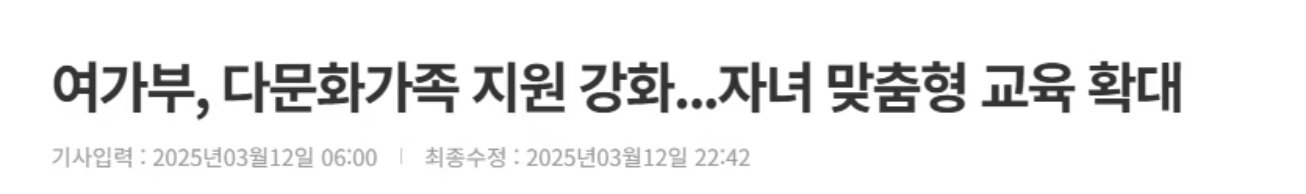 여가부, 다문화가족 지원 강화...자녀 맞춤형 교육 확대
기사입력 : 2025년03월12일 06:00 | 최종수정 : 2025년03월12일 22:42